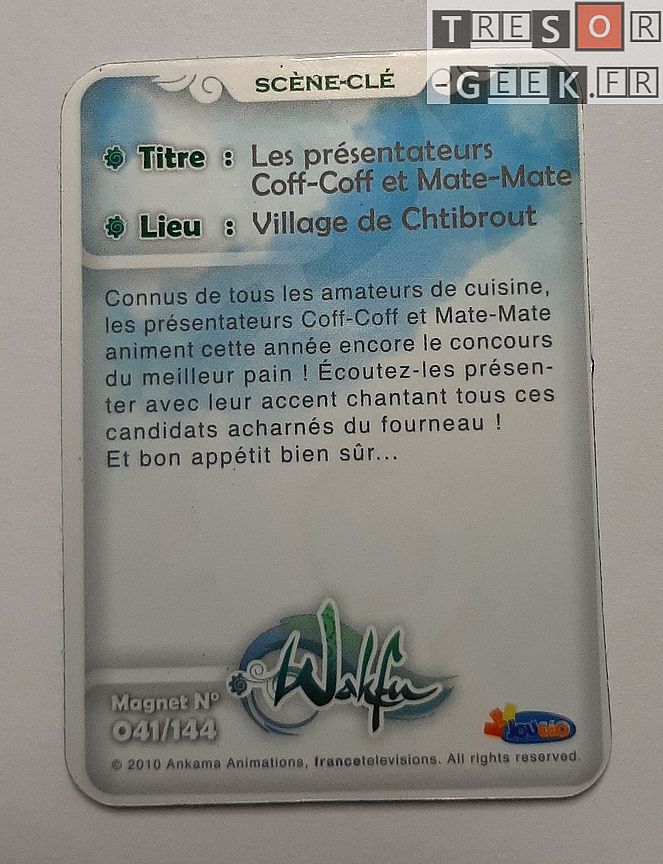 TRESOR
-GEEK.FR
SCÈNE-CLÉ
Titre : Les présentateurs
Coff-Coff et Mate-Mate
Lieu : Village de Chtibrout
Connus de tous les amateurs de cuisine,
les présentateurs Coff-Coff et Mate-Mate
animent cette année encore le concours
du meilleur pain ! Écoutez-les présen-
ter avec leur accent chantant tous ces
candidats acharnés du fourneau !
Et bon appétit bien sûr...
Wakfu
Magnet N°
041/144
© 2010 Ankama Animations, francetelevisions. All rights reserved.